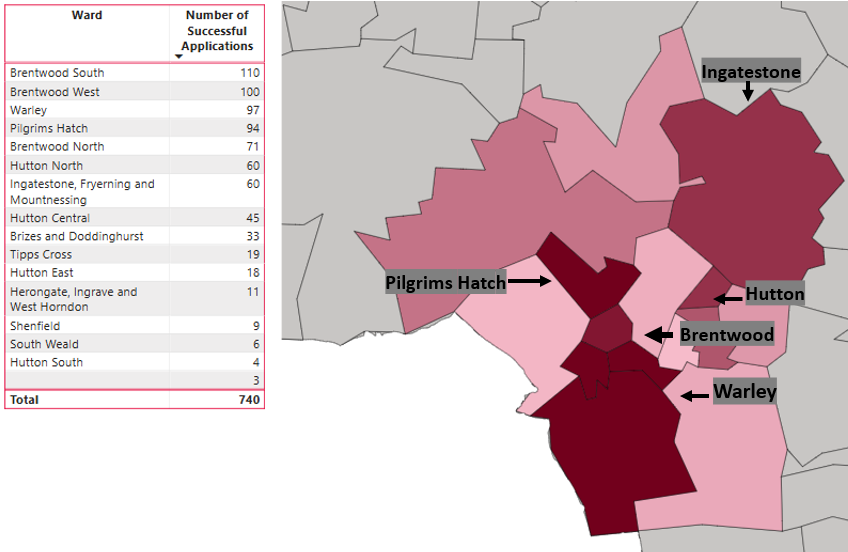 Ward Number of
Successful
Applications
Brentwood South 110
Brentwood West 100
Warley 97
Pilgrims Hatch 94
Brentwood North 71
Hutton North 60
Ingatestone, Fryerning and 60
Mountnessing
Hutton Central 45
Brizes and Doddinghurst 33
Tipps Cross 19
Hutton East 18
Herongate, Ingrave and 11
West Horndon
Shenfield 9
South Weald 6
Hutton South 4
3
Total 740
Ingatestone
Pilgrims Hatch
Hutton
Brentwood
Warley